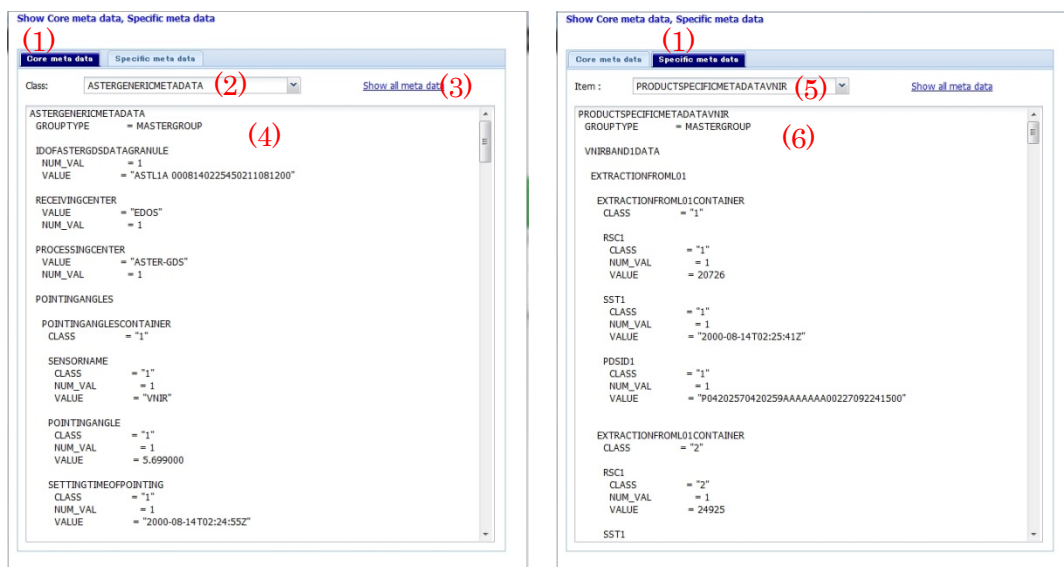 Show Core meta data, Specific meta data
(1)
Core meta data Specific meta data
Class: ASTERGENERICMETADATA (2) Show all meta data (3)
ASTERGENERICMETADATA
GROUPTYPE = MASTERGROUP
(4)
IDOFASTERGDSDATAGRANULE
NUM_VAL = 1
VALUE = "ASTL1A 0008140225450211081200"
RECEIVINGCENTER
VALUE = "EDOS"
NUM_VAL = 1
PROCESSINGCENTER
VALUE = "ASTER-GDS"
NUM_VAL = 1
POINTINGANGLES
POINTINGANGLESCONTAINER
CLASS = "1"
SENSORNAME
CLASS = "1"
NUM_VAL = 1
VALUE = "VNIR"
POINTINGANGLE
CLASS = "1"
NUM_VAL = 1
VALUE = 5.699000
SETTINGTIMEOFPOINTING
CLASS = "1"
NUM_VAL = 1
VALUE = "2000-08-14T02:24:55Z"
Show Core meta data, Specific meta data
(1)
Core meta data Specific meta data
Item : PRODUCTSPECIFICMETADATAVNIR (5) Show all meta data
PRODUCTSPECIFICMETADATAVNIR
GROUPTYPE = MASTERGROUP
(6)
VNIRBAND1DATA
EXTRACTIONFROML01
EXTRACTIONFROML01CONTAINER
CLASS = "1"
RSC1
CLASS = "1"
NUM_VAL = 1
VALUE = 20726
SST1
CLASS = "1"
NUM_VAL = 1
VALUE = "2000-08-14T02:25:41Z"
PDSID1
CLASS = "1"
NUM_VAL = 1
VALUE = "P04202570420259AAAAAAA00227092241500"
EXTRACTIONFROML01CONTAINER
CLASS = "2"
RSC1
CLASS = "2"
NUM_VAL = 1
VALUE = 24925
SST1